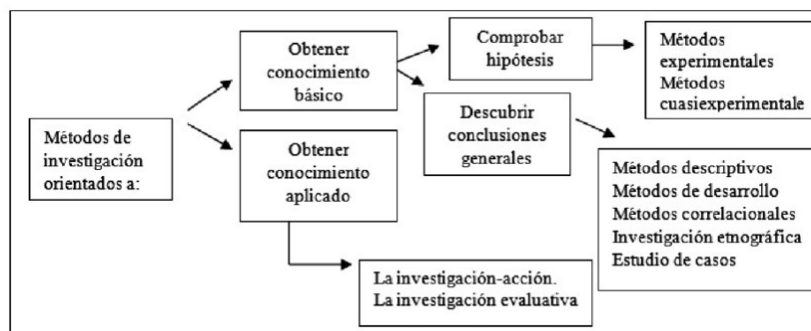 Métodos de
investigación
orientados a:
Obtener
conocimiento
básico
Obtener
conocimiento
aplicado
Comprobar
hipótesis
Descubrir
conclusiones
generales
Métodos
experimentales
Métodos
cuasiexperimentale
Métodos descriptivos
Métodos de desarrollo
Métodos correlacionales
Investigación etnográfica
Estudio de casos
La investigación-acción.
La investigación evaluativa